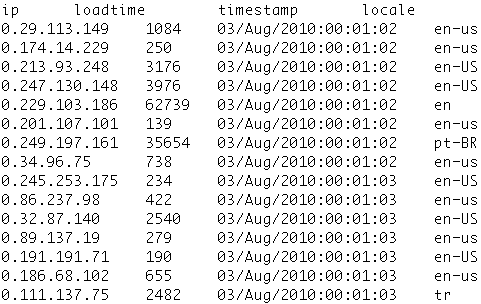 ip loadtime timestamp locale
0.29.113.149 1084 03/Aug/2010:00:01:02 en-us
0.174.14.229 250 03/Aug/2010:00:01:02 en-us
0.213.93.248 3176 03/Aug/2010:00:01:02 en-US
0.247.130.148 3976 03/Aug/2010:00:01:02 en-US
0.229.103.186 62739 03/Aug/2010:00:01:02 en
0.201.107.101 139 03/Aug/2010:00:01:02 en-us
0.249.197.161 35654 03/Aug/2010:00:01:02 pt-BR
0.34.96.75 738 03/Aug/2010:00:01:02 en-us
0.245.253.175 234 03/Aug/2010:00:01:03 en-US
0.86.237.98 422 03/Aug/2010:00:01:03 en-US
0.32.87.140 2540 03/Aug/2010:00:01:03 en-US
0.89.137.19 279 03/Aug/2010:00:01:03 en-us
0.191.191.71 190 03/Aug/2010:00:01:03 en-US
0.186.68.102 655 03/Aug/2010:00:01:03 en-us
0.111.137.75 2482 03/Aug/2010:00:01:03 tr